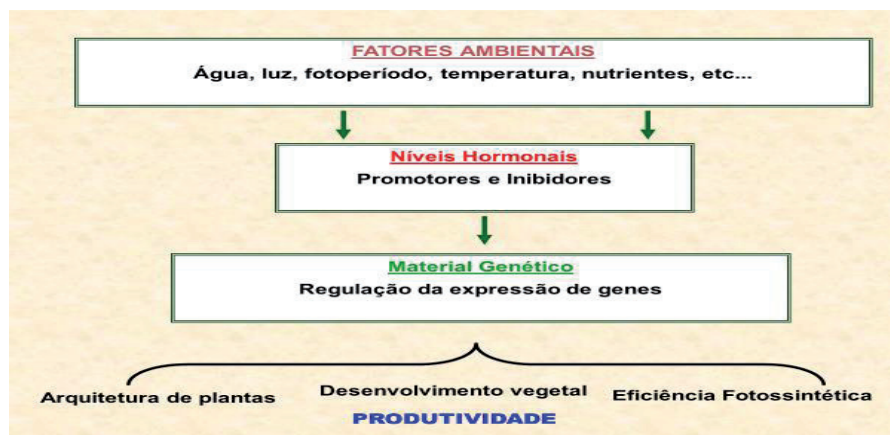 FATORES AMBIENTAIS
Água, luz, fotoperíodo, temperatura, nutrientes, etc...
Níveis Hormonais
Promotores e Inibidores
Material Genético
Regulação da expressão de genes
Arquitetura de plantas
Desenvolvimento vegetal
Eficiência Fotossintética
PRODUTIVIDADE